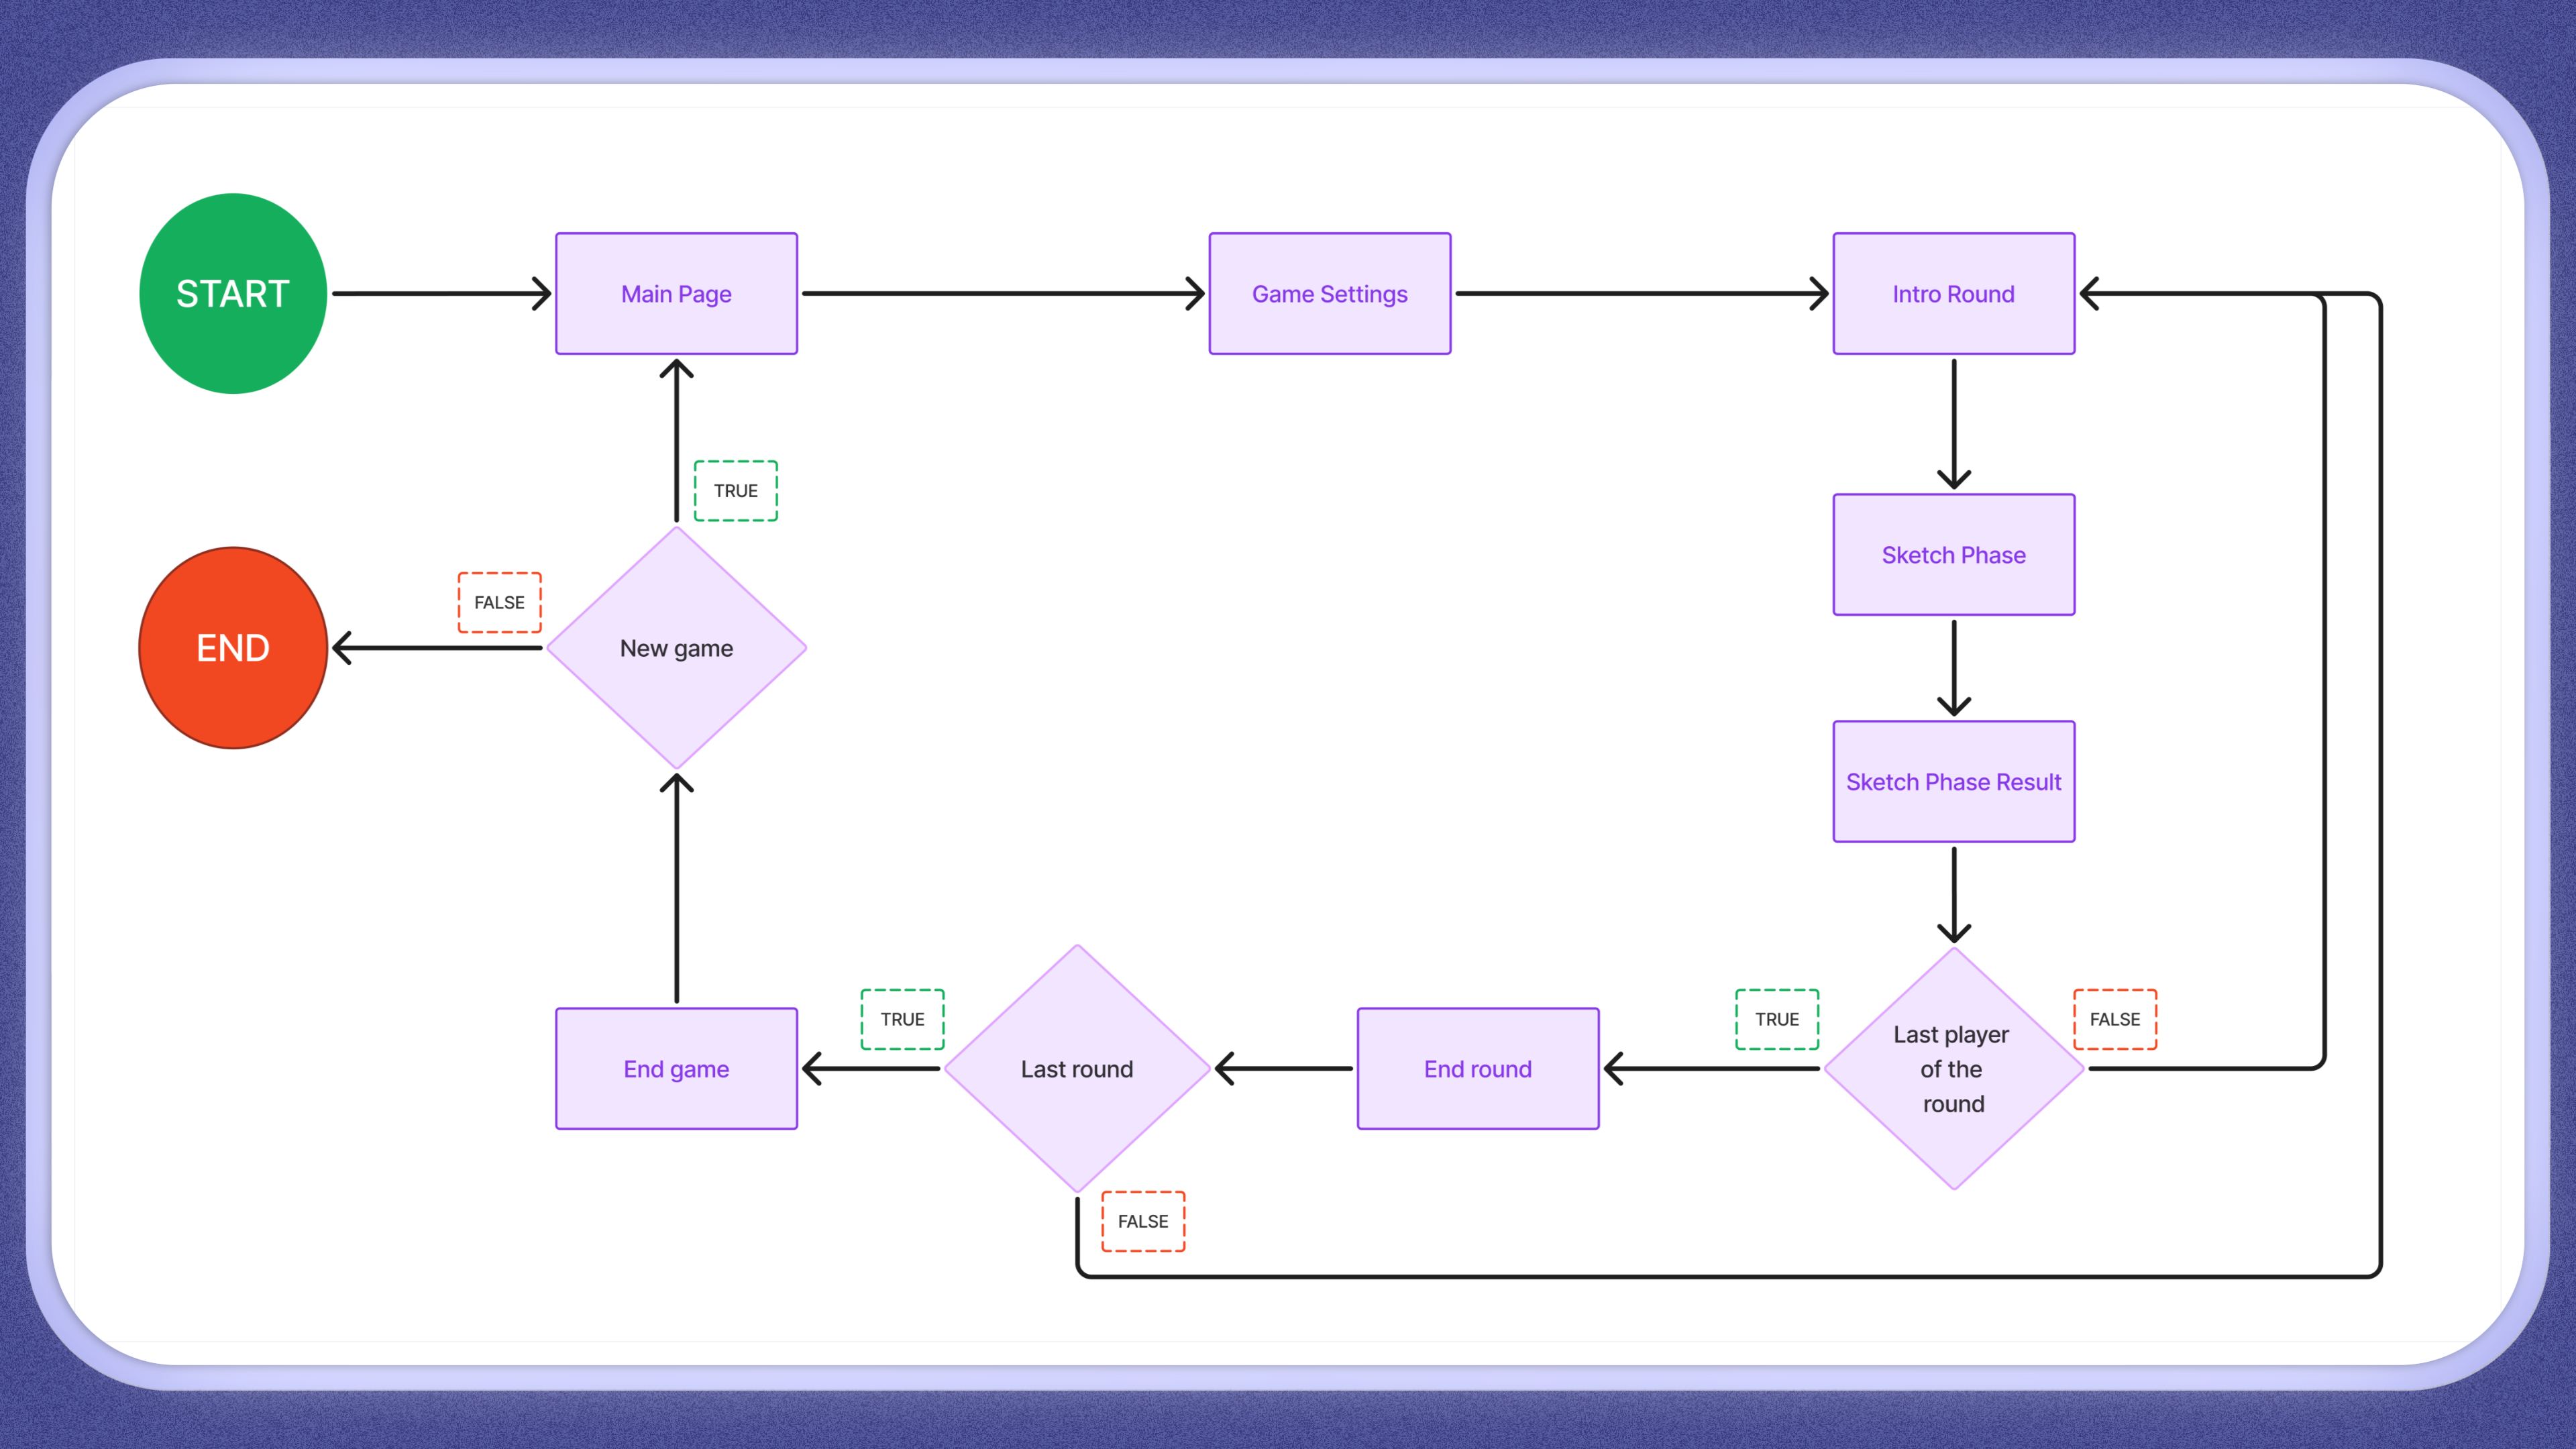 START
Main Page
Game Settings
Intro Round
TRUE
Sketch Phase
FALSE
END
New game
Sketch Phase Result
TRUE
TRUE
FALSE
End game
Last round
End round
Last player
of the
round
FALSE